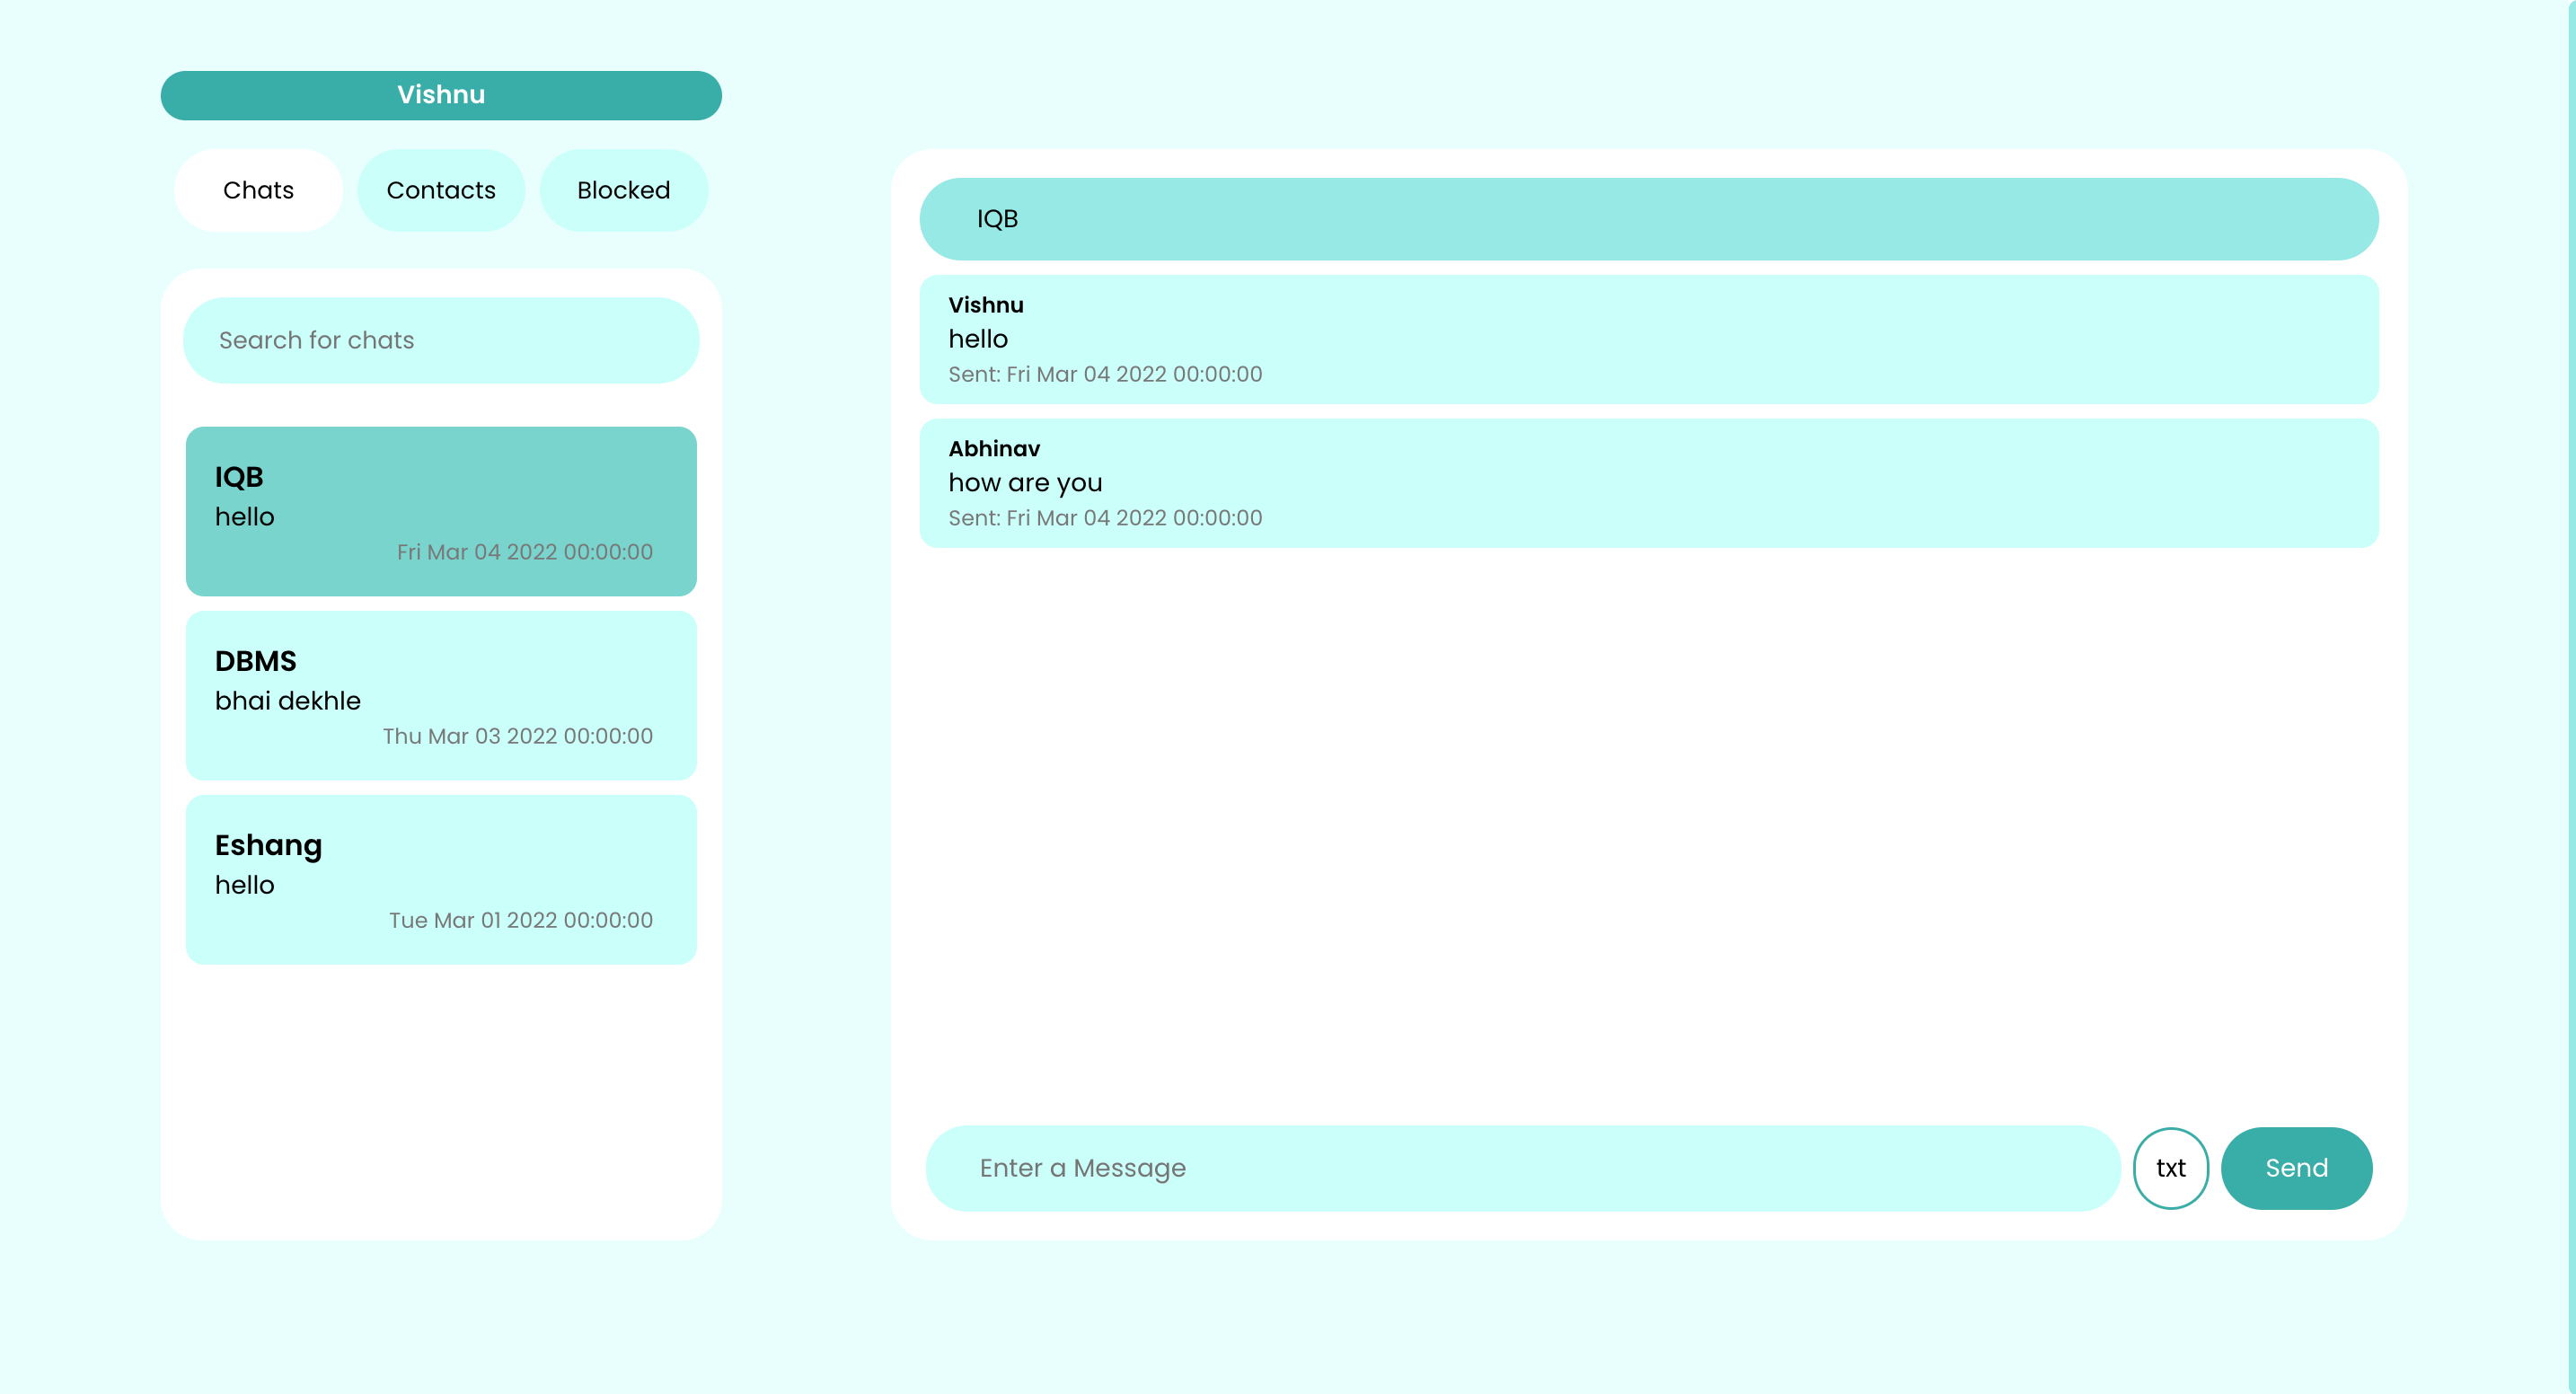 Vishnu
Chats
Contacts
Blocked
Search for chats
IQB
hello
Fri Mar 04 2022 00:00:00
DBMS
bhai dekhle
Thu Mar 03 2022 00:00:00
Eshang
hello
Tue Mar 01 2022 00:00:00
IQB
Vishnu
hello
Sent: Fri Mar 04 2022 00:00:00
Abhinav
how are you
Sent: Fri Mar 04 2022 00:00:00
Enter a Message
txt
Send